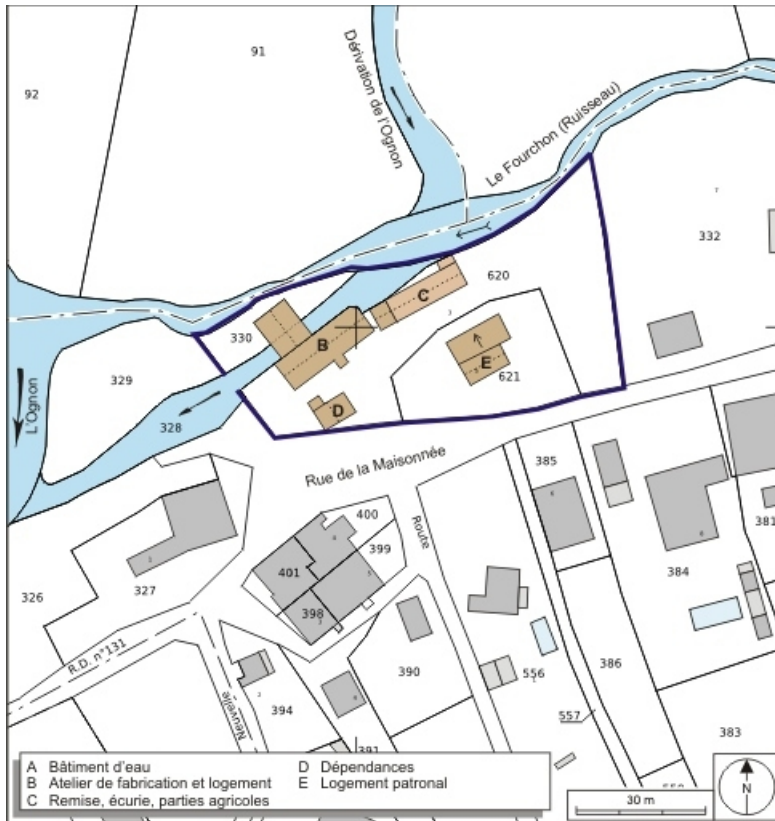 91
92
Dérivation de l'Ognon
Le Fourchon (Ruisseau)
332
620
C
330
B
E
621
329
D
328
L'Ognon
Rue de la Maisonnée
385
400
Route
399
381
401
384
326
327
398
R.D. n°131
390
386
556
Neuvelle
394
557
391
383
A Bâtiment d'eau
B Atelier de fabrication et logement
C Remise, écurie, parties agricoles
D Dépendances
E Logement patronal
30 m
N